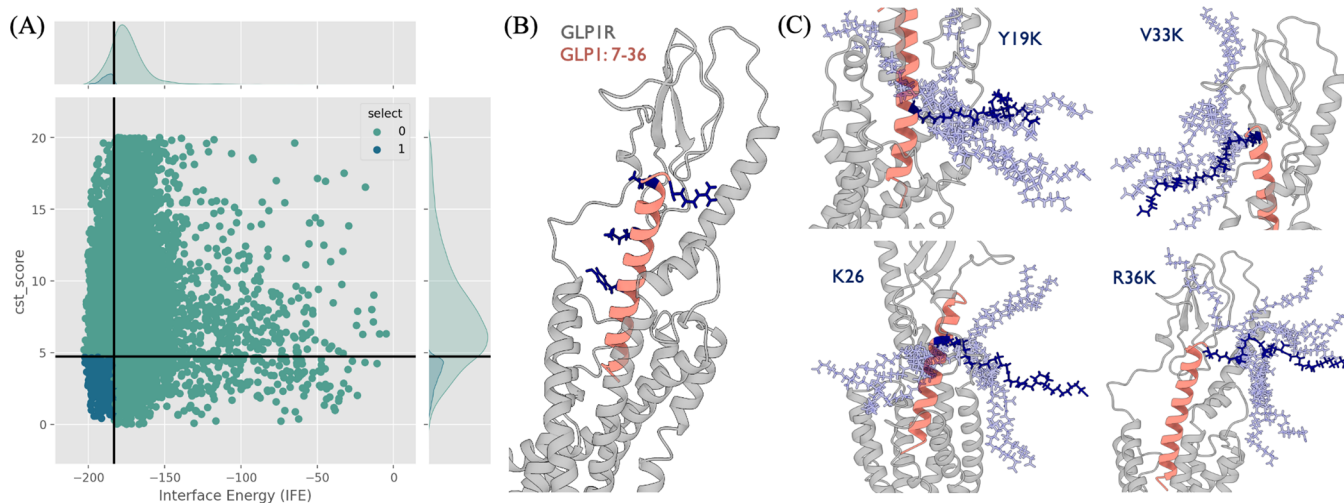 (A)
select
0
1
cst_score
20
15
10
5
0
−200
−150
−100
−50
0
Interface Energy (IFE)
(B)
GLP1R
GLP1: 7-36
(C)
Y19K
V33K
K26
R36K